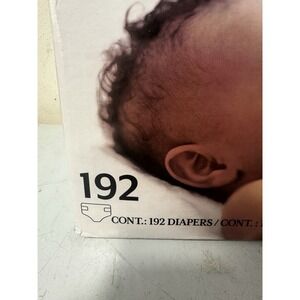 192
CONT.: 192 DIAPERS / CONT. :